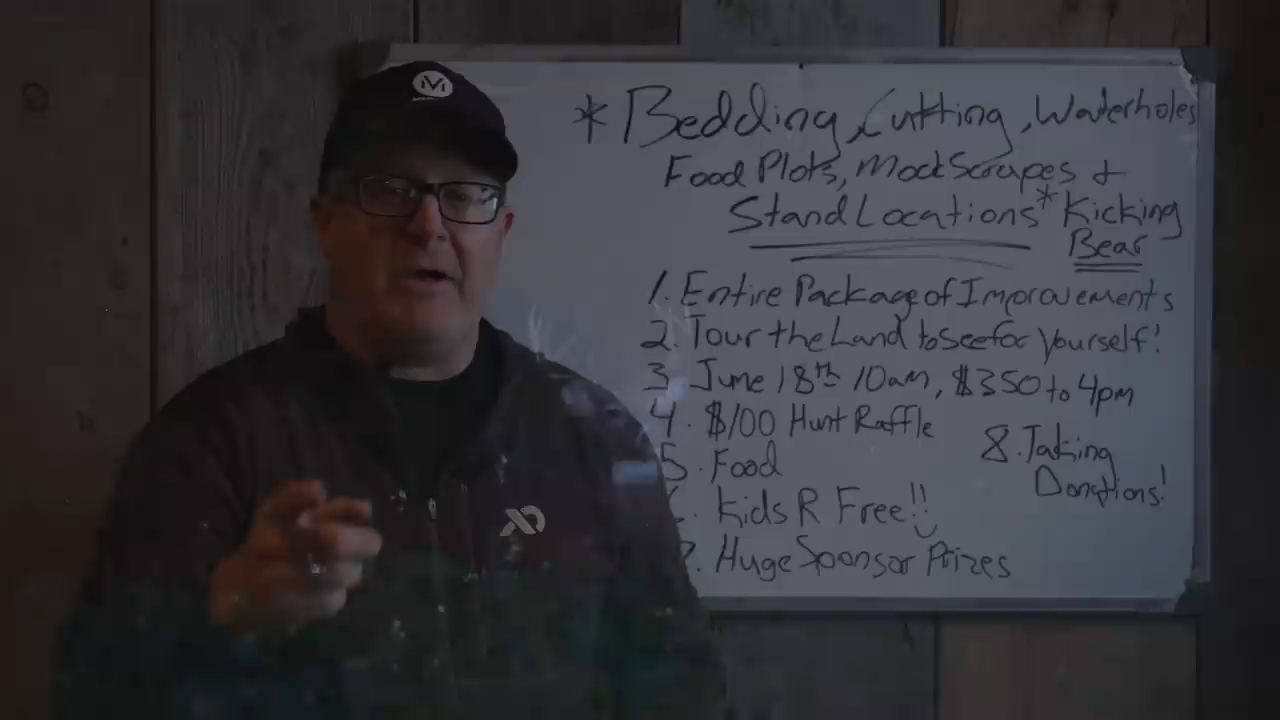 * Bedding, Cutting, Waterholes
Food Plots, Mock Scrapes &
Stand Locations * Kicking
Bear
1. Entire Package of Improvements
2. Tour the Land to See for Yourself!
3 June 18th 10am, $350 to 4pm
4. $100 Hunt Raffle
5. Food
8. Taking
Donations!
. Kids R Free!!
. Huge Sponsor Prizes